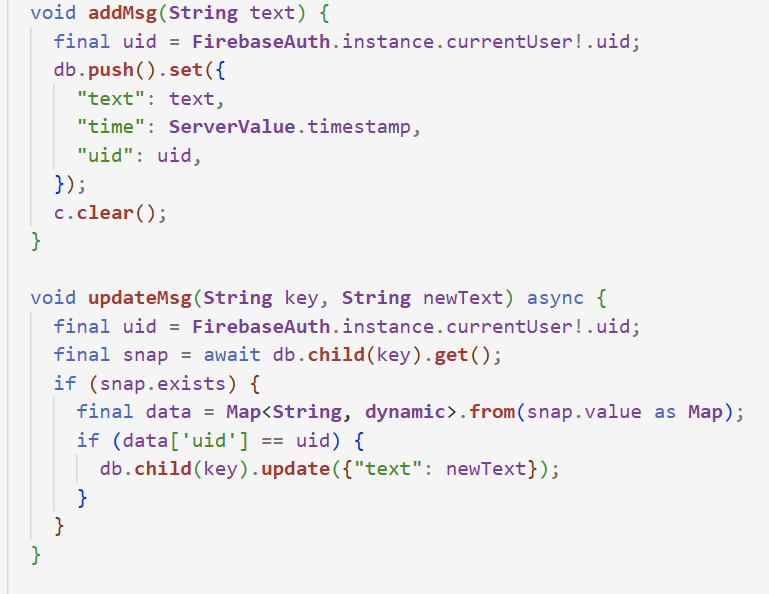 void addMsg(String text) {
  final uid = FirebaseAuth.instance.currentUser!.uid;
  db.push().set({
    "text": text,
    "time": ServerValue.timestamp,
    "uid": uid,
  });
  c.clear();
}

void updateMsg(String key, String newText) async {
  final uid = FirebaseAuth.instance.currentUser!.uid;
  final snap = await db.child(key).get();
  if (snap.exists) {
    final data = Map<String, dynamic>.from(snap.value as Map);
    if (data['uid'] == uid) {
      db.child(key).update({"text": newText});
    }
  }
}